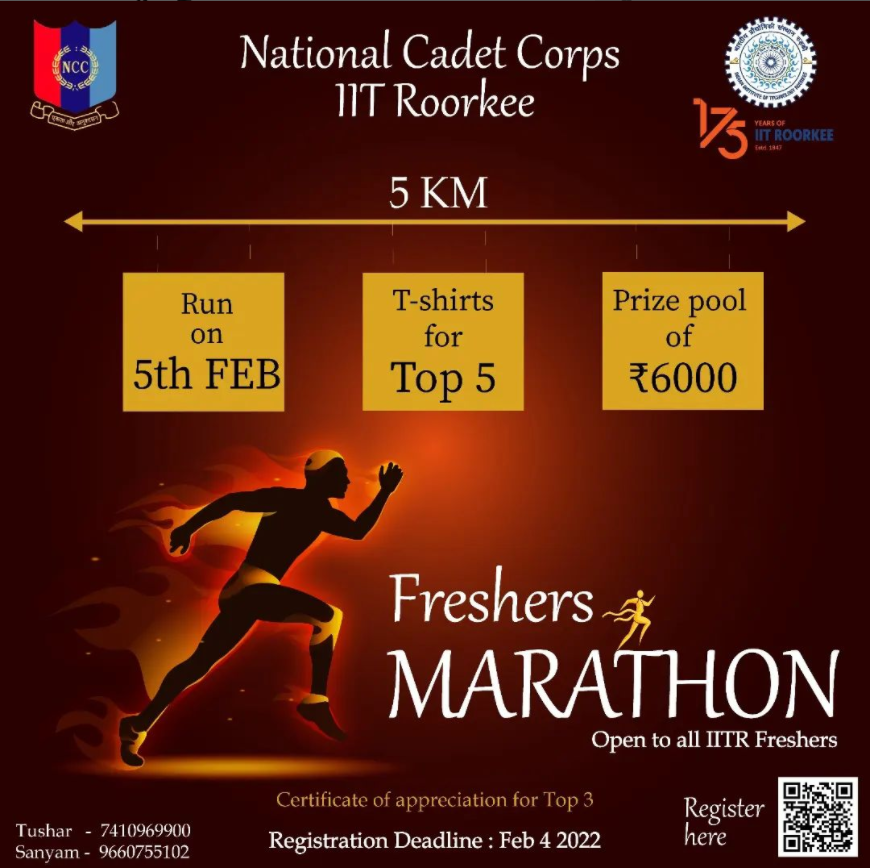 NCC
National Cadet Corps
IIT Roorkee
175
YEARS OF
IIT ROORKEE
Estd. 1847
5 KM
Run
on
5th FEB
T-shirts
for
Top 5
Prize pool
of
₹6000
Freshers
MARATHON
Open to all IITR Freshers
Certificate of appreciation for Top 3
Tushar - 7410969900
Sanyam - 9660755102
Registration Deadline : Feb 4 2022
Register
here